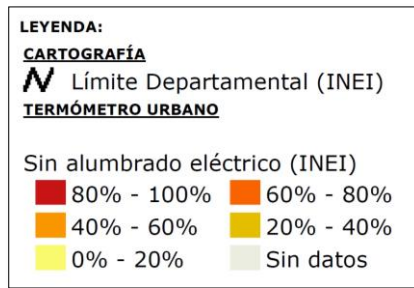 LEYENDA:
CARTOGRAFÍA
Límite Departamental (INEI)
TERMÓMETRO URBANO
Sin alumbrado eléctrico (INEI)
80% - 100% 60% - 80%
40% - 60% 20% - 40%
0% - 20% Sin datos